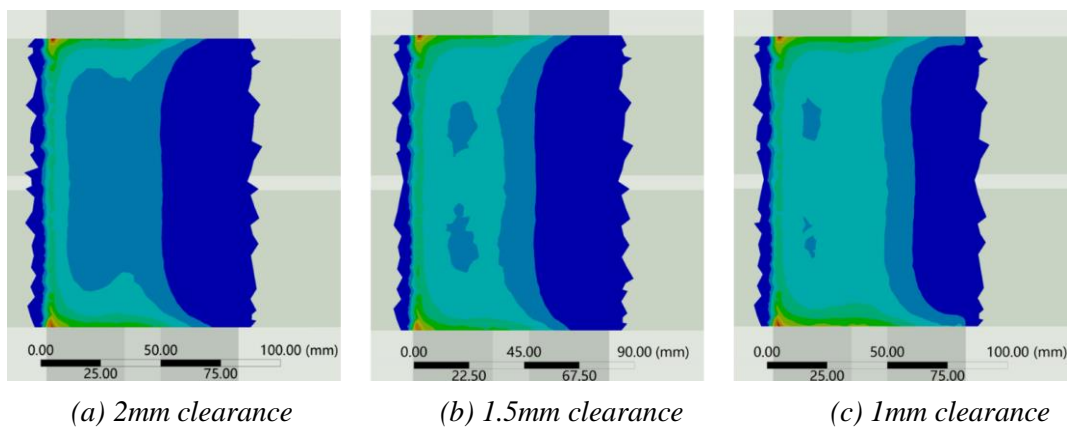 0.00 50.00 100.00 (mm)
25.00 75.00
0.00 45.00 90.00 (mm)
22.50 67.50
0.00 50.00 100.00 (mm)
25.00 75.00
(a) 2mm clearance
(b) 1.5mm clearance
(c) 1mm clearance